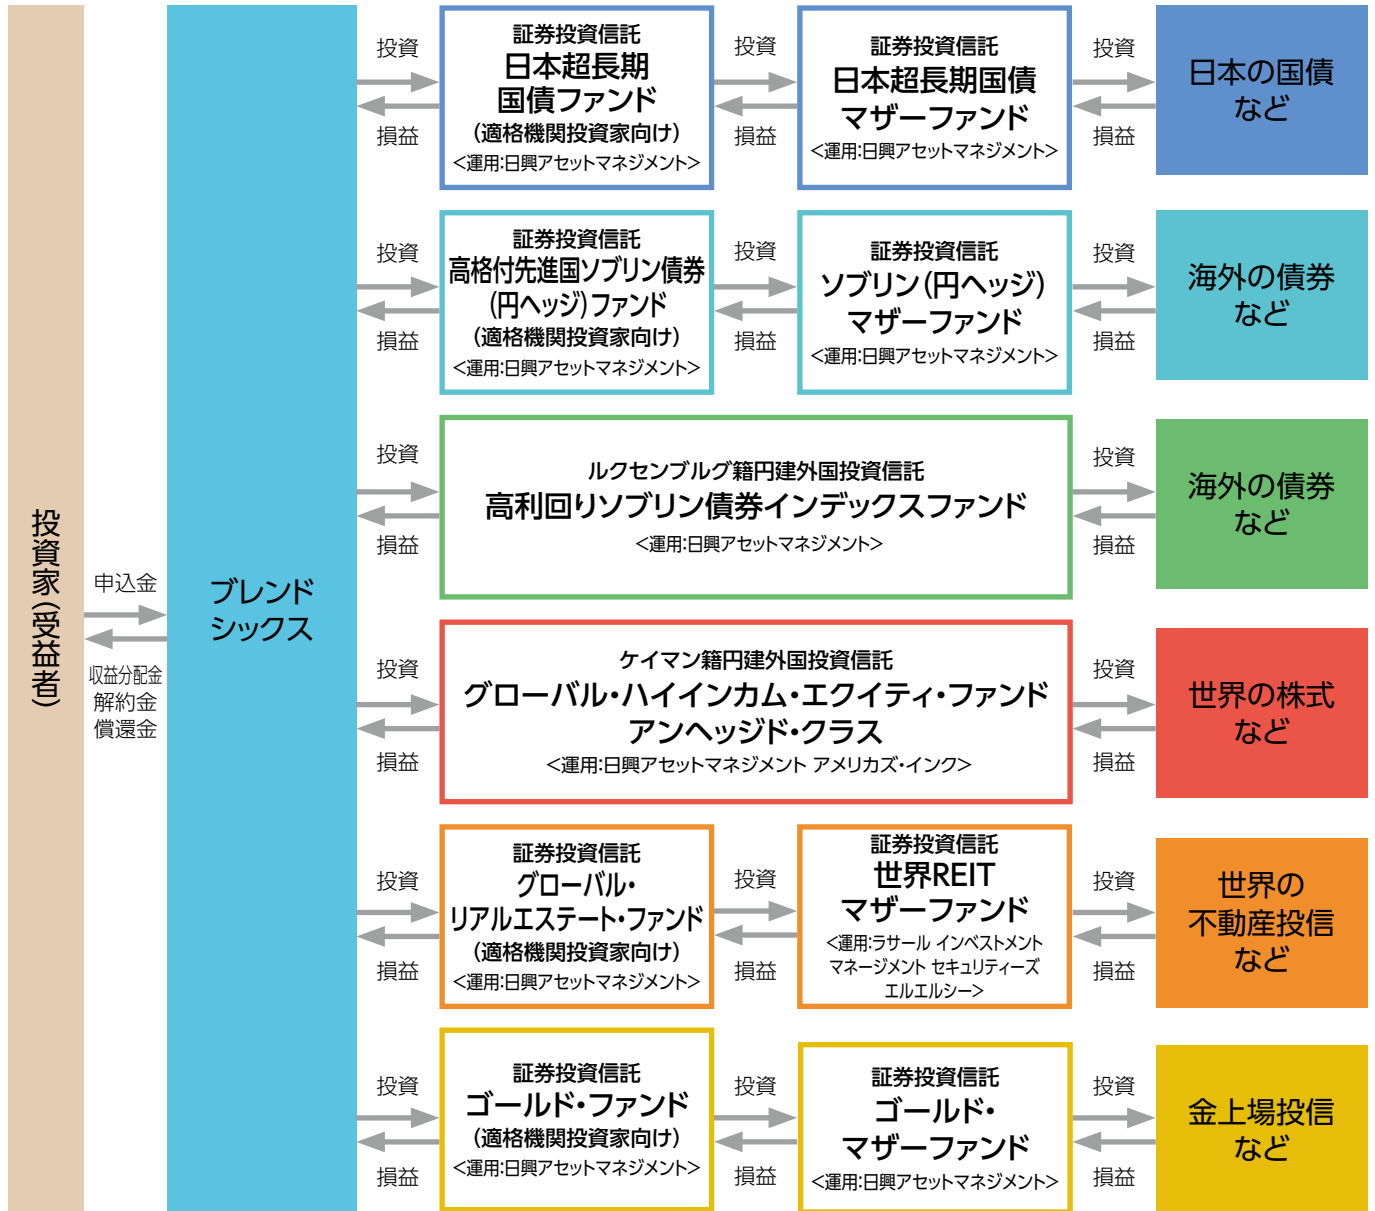 投資家(受益者)
申込金
収益分配金
解約金
償還金
ブレンド
シックス
投資
損益
証券投資信託
日本超長期
国債ファンド
(適格機関投資家向け)
<運用:日興アセットマネジメント>
投資
損益
証券投資信託
日本超長期国債
マザーファンド
<運用:日興アセットマネジメント>
投資
損益
日本の国債
など
投資
損益
証券投資信託
高格付先進国ソブリン債券
(円ヘッジ)ファンド
(適格機関投資家向け)
<運用:日興アセットマネジメント>
投資
損益
証券投資信託
ソブリン(円ヘッジ)
マザーファンド
<運用:日興アセットマネジメント>
投資
損益
海外の債券
など
投資
損益
ルクセンブルグ籍円建外国投資信託
高利回りソブリン債券インデックスファンド
<運用:日興アセットマネジメント>
投資
損益
海外の債券
など
投資
損益
ケイマン籍円建外国投資信託
グローバル・ハイインカム・エクイティ・ファンド
アンヘッジド・クラス
<運用:日興アセットマネジメント アメリカズ・インク>
投資
損益
世界の株式
など
投資
損益
証券投資信託
グローバル・
リアルエステート・ファンド
(適格機関投資家向け)
<運用:日興アセットマネジメント>
投資
損益
証券投資信託
世界REIT
マザーファンド
<運用:ラサール インベストメント
マネージメント セキュリティーズ
エルエルシー>
投資
損益
世界の
不動産投信
など
投資
損益
証券投資信託
ゴールド・ファンド
(適格機関投資家向け)
<運用:日興アセットマネジメント>
投資
損益
証券投資信託
ゴールド・
マザーファンド
<運用:日興アセットマネジメント>
投資
損益
金上場投信
など